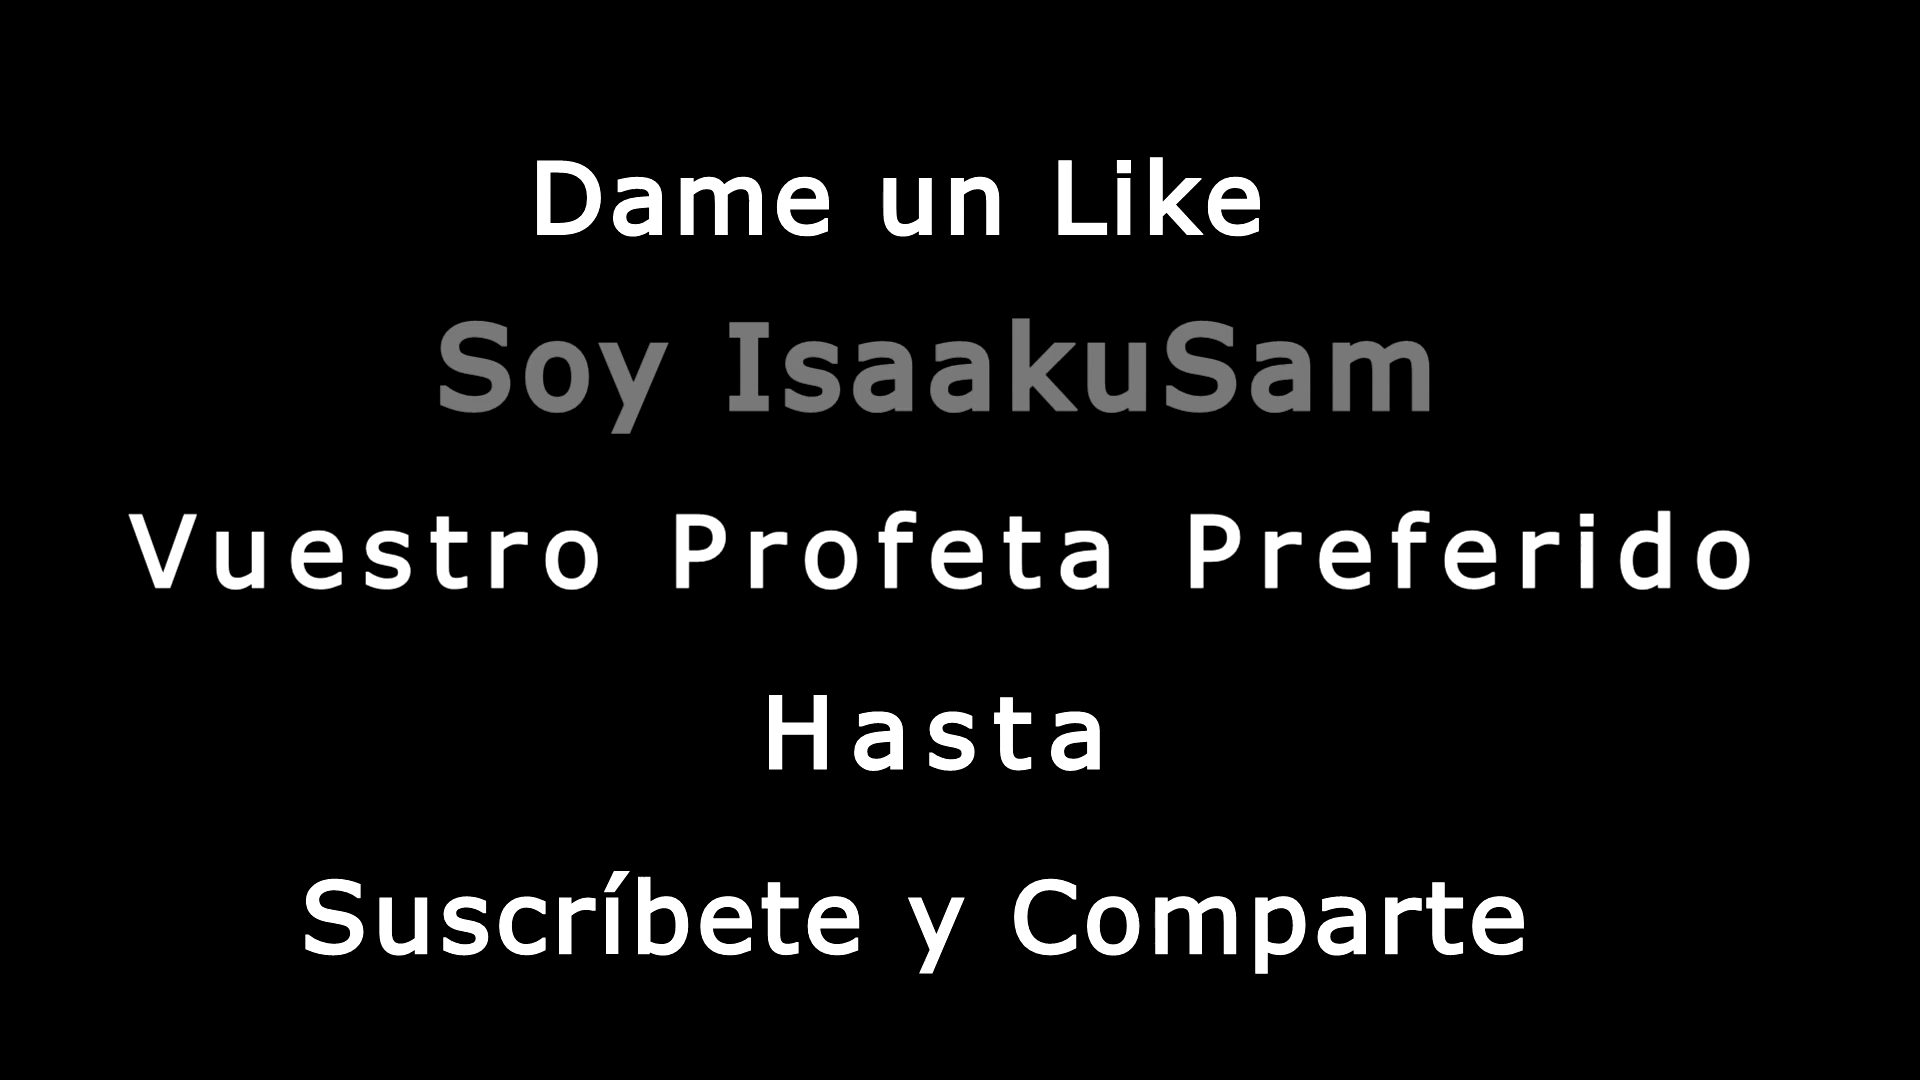 Dame un Like
Soy IsaakuSam
Vuestro Profeta Preferido
Hasta
Suscríbete y Comparte